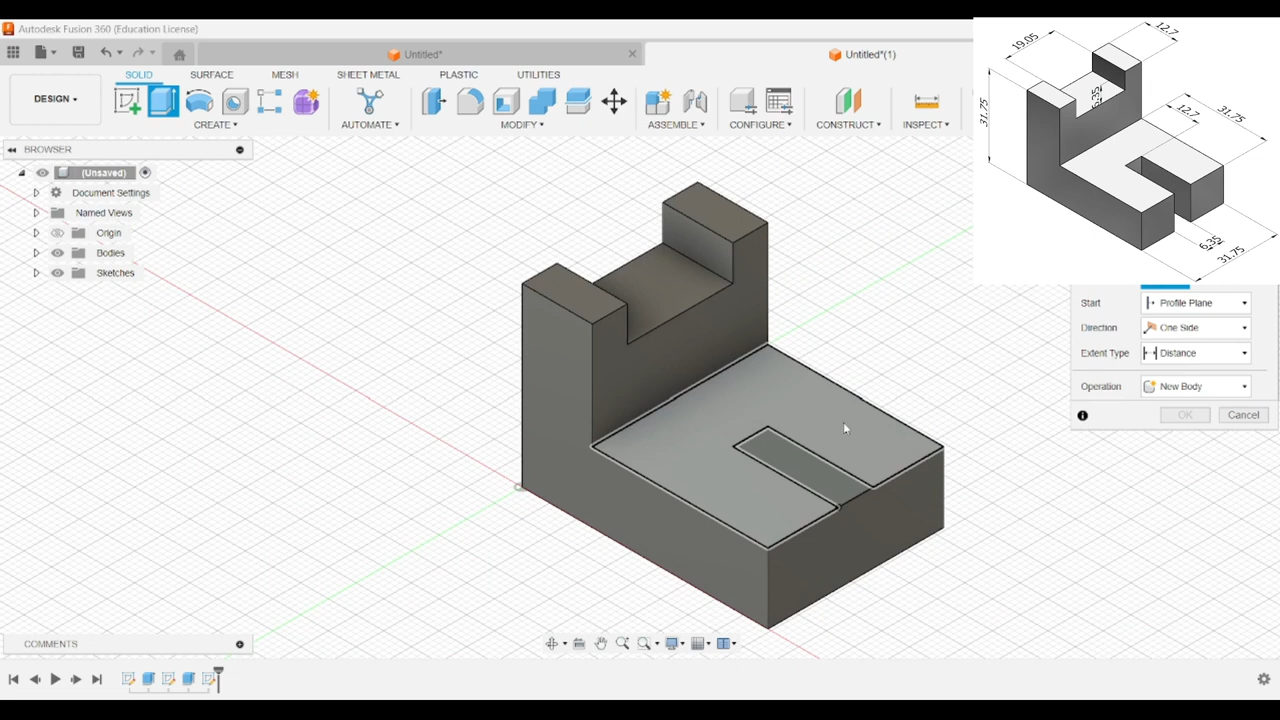 Autodesk Fusion 360 (Education License)
Untitled*
Untitled*(1)
SOLID SURFACE MESH SHEET METAL PLASTIC UTILITIES
DESIGN
CREATE AUTOMATE MODIFY ASSEMBLE CONFIGURE CONSTRUCT INSPECT
BROWSER
(Unsaved)
Document Settings
Named Views
Origin
Bodies
Sketches
19.05
12.7
31.75
12.7
31.75
6.35
31.75
Start Profile Plane
Direction One Side
Extent Type Distance
Operation New Body
OK Cancel
COMMENTS